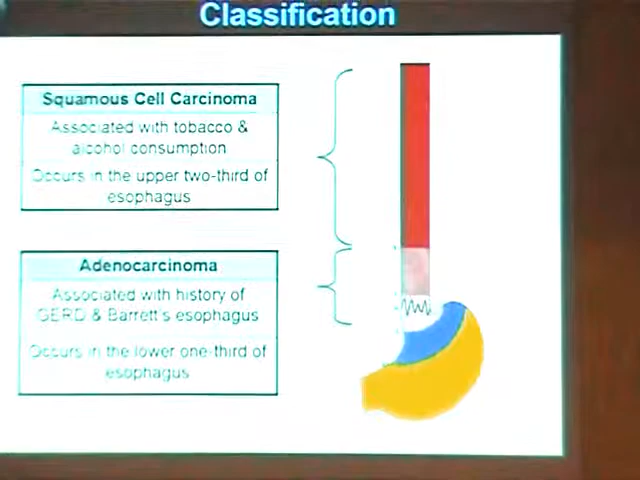 Classification
Squamous Cell Carcinoma
Associated with tobacco &
alcohol consumption
Occurs in the upper two-third of
esophagus
Adenocarcinoma
Associated with history of
GERD & Barrett's esophagus
Occurs in the lower one-third of
esophagus